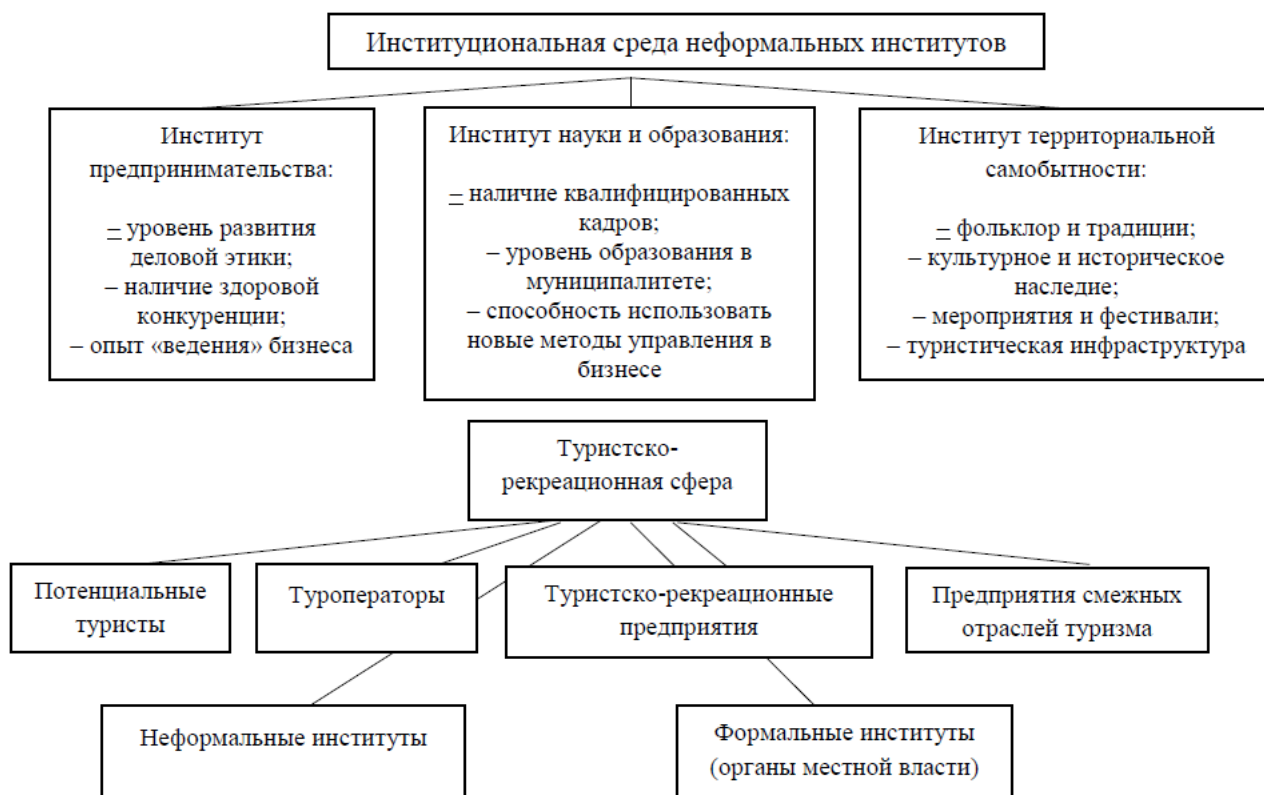 Институциональная среда неформальных институтов
Институт
предпринимательства:
– уровень развития
деловой этики;
– наличие здоровой
конкуренции;
– опыт «ведения» бизнеса
Институт науки и образования:
– наличие квалифицированных
кадров;
– уровень образования в
муниципалитете;
– способность использовать
новые методы управления в
бизнесе
Институт территориальной
самобытности:
– фольклор и традиции;
– культурное и историческое
наследие;
– мероприятия и фестивали;
– туристическая инфраструктура
Туристско-
рекреационная сфера
Потенциальные
туристы
Туроператоры
Туристско-рекреационные
предприятия
Предприятия смежных
отраслей туризма
Неформальные институты
Формальные институты
(органы местной власти)